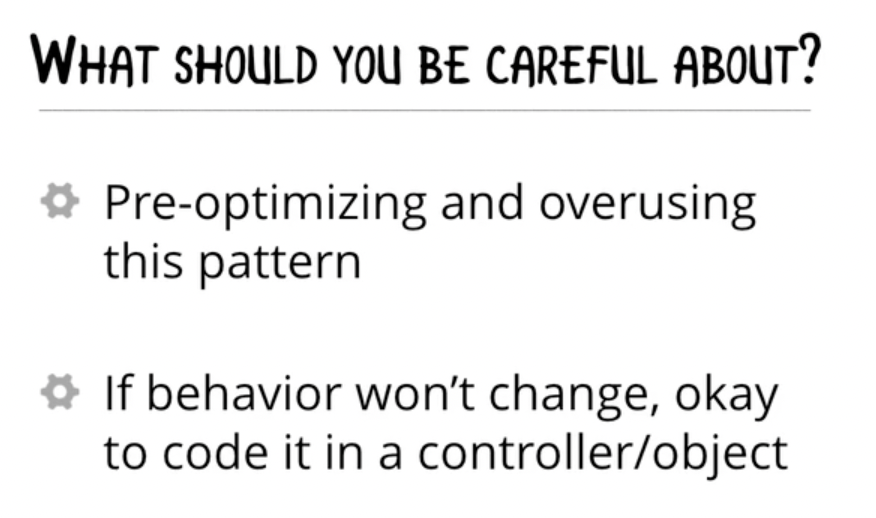 WHAT SHOULD YOU BE CAREFUL ABOUT?
Pre-optimizing and overusing
this pattern
If behavior won’t change, okay
to code it in a controller/object